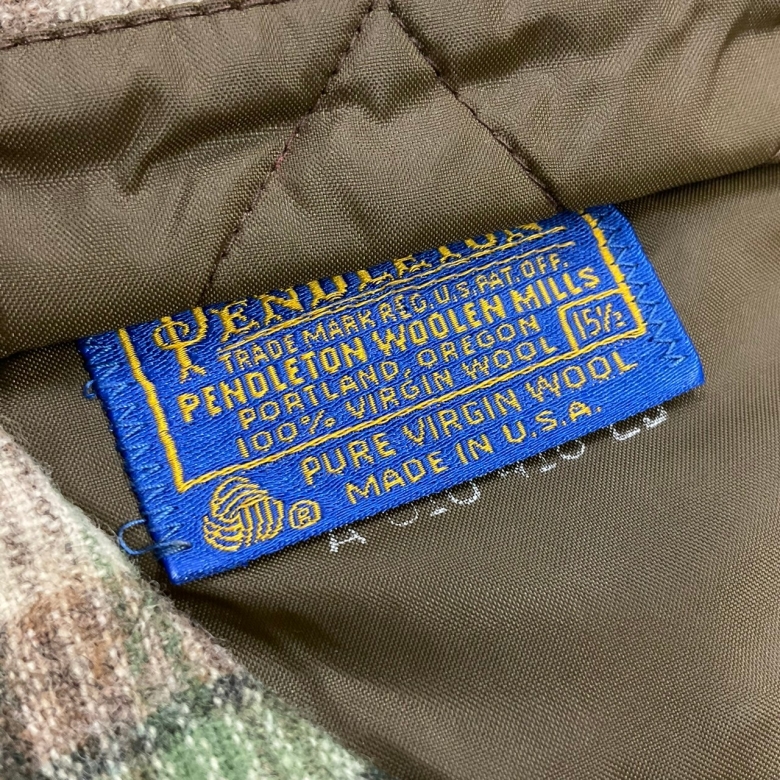 PENDLETON
TRADE MARK REG. U.S. PAT. OFF.
PENDLETON WOOLEN MILLS
PORTLAND, OREGON
100% VIRGIN WOOL
15½
PURE VIRGIN WOOL
MADE IN U.S.A.
®